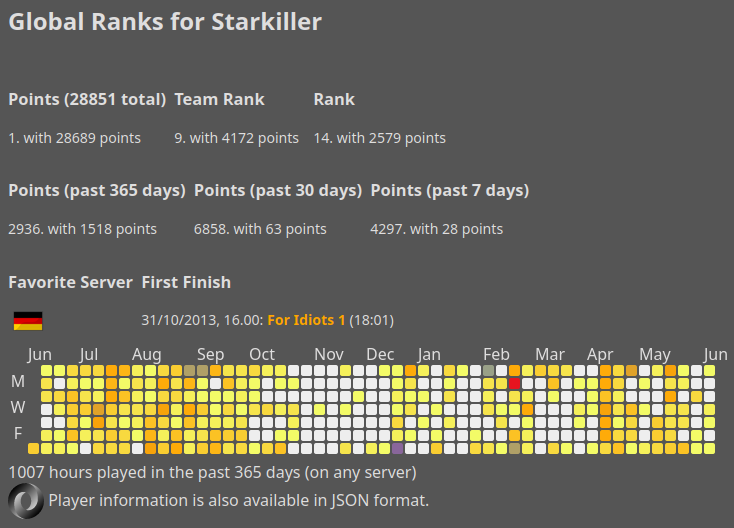 Global Ranks for Starkiller
Points (28851 total) Team Rank Rank
1. with 28689 points 9. with 4172 points 14. with 2579 points
Points (past 365 days) Points (past 30 days) Points (past 7 days)
2936. with 1518 points 6858. with 63 points 4297. with 28 points
Favorite Server First Finish
31/10/2013, 16.00: For Idiots 1 (18:01)
Jun Jul Aug Sep Oct Nov Dec Jan Feb Mar Apr May Jun
M
W
F
1007 hours played in the past 365 days (on any server)
Player information is also available in JSON format.